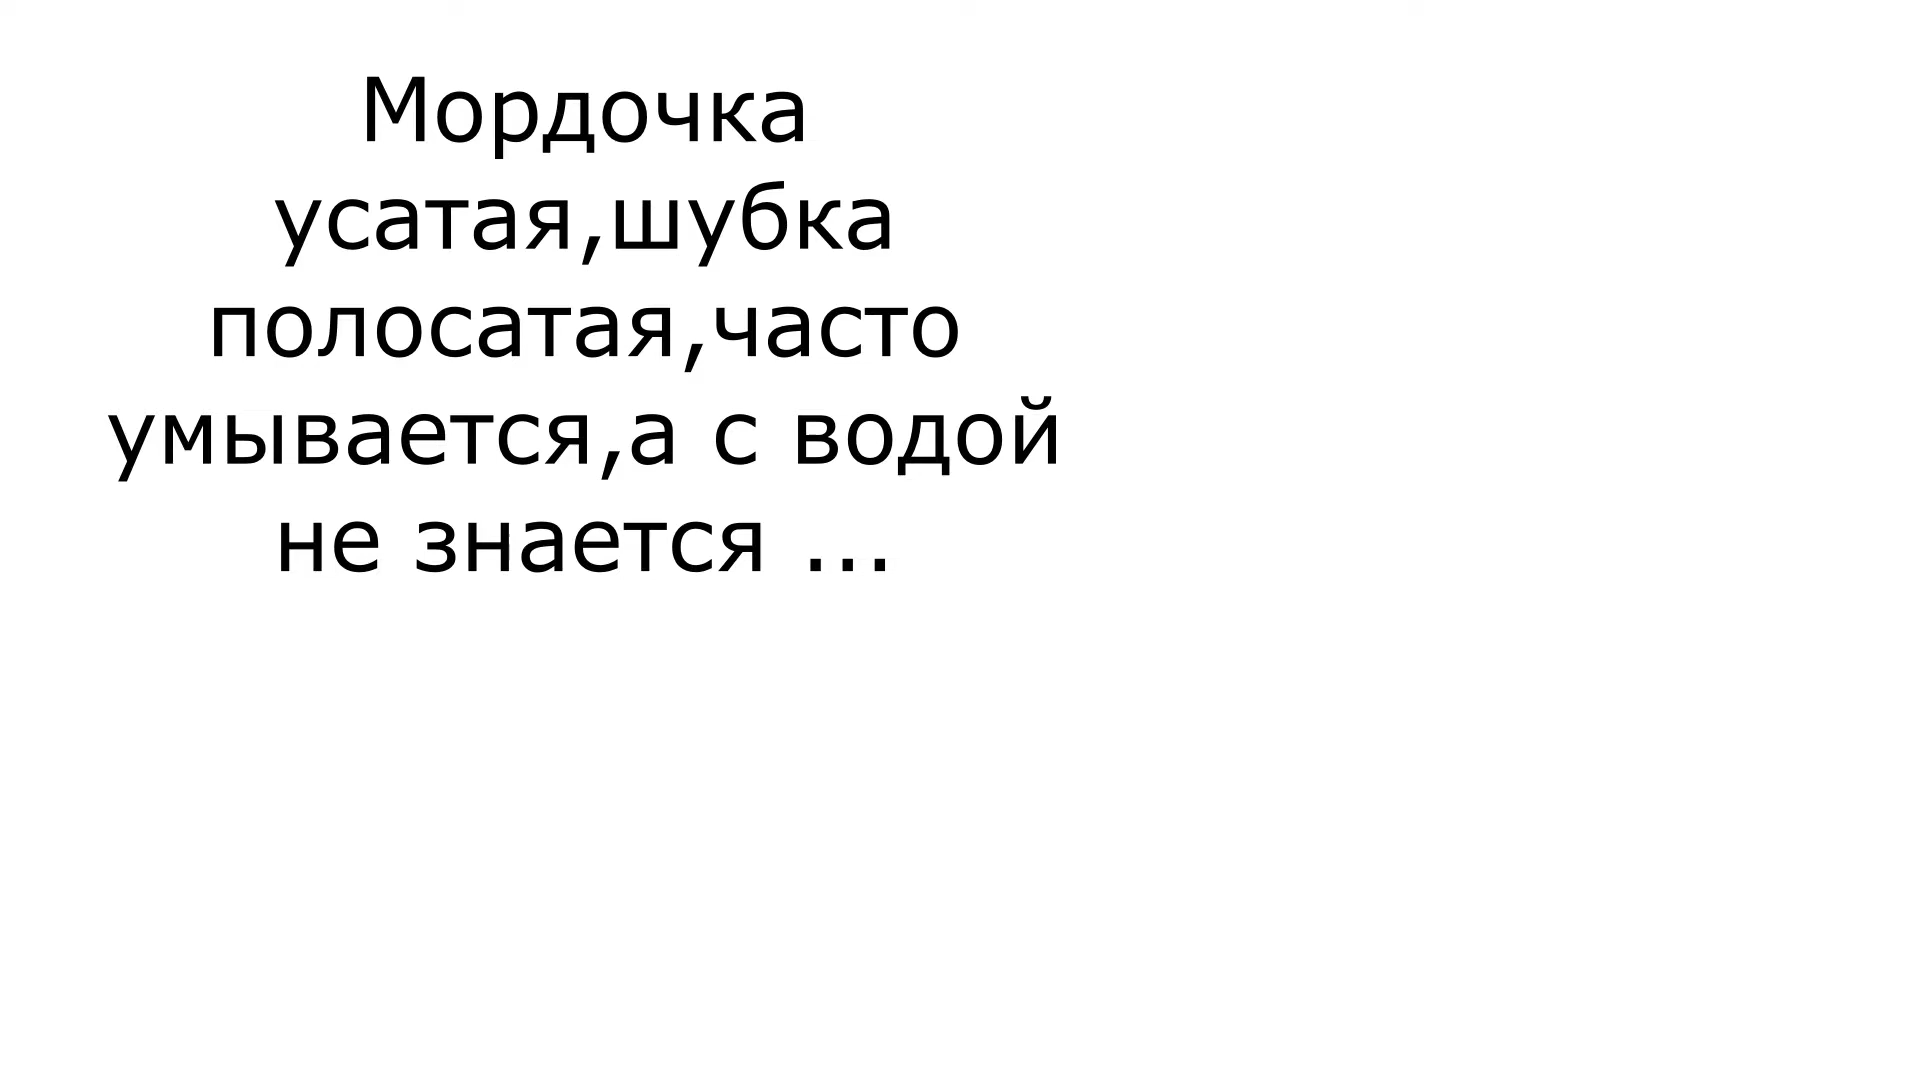 Мордочка
усатая,шубка
полосатая,часто
умывается,а с водой
не знается ...